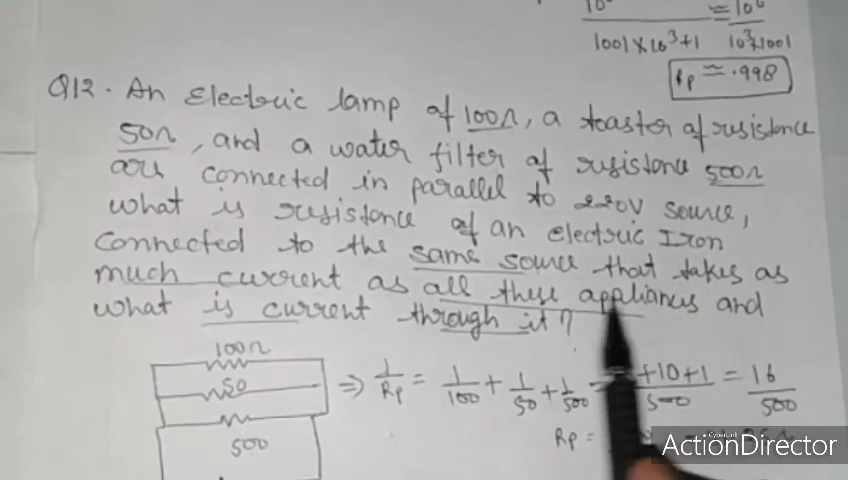 10⁶ ≃ 10⁶
1001×10³+1 10³×1001
Rp ≃ .998
Q12. An Electric lamp of 100Ω, a toaster of resistance
50Ω, and a water filter of resistance 500Ω
are connected in parallel to 220V source,
what is resistance of an electric Iron
connected to the same source that takes as
much current as all these appliances and
what is current through it?
100Ω
50
500
⇒ 1/Rp = 1/100 + 1/50 + 1/500 = +10+1/500 = 16/500
Rp =
CyberLink
ActionDirector